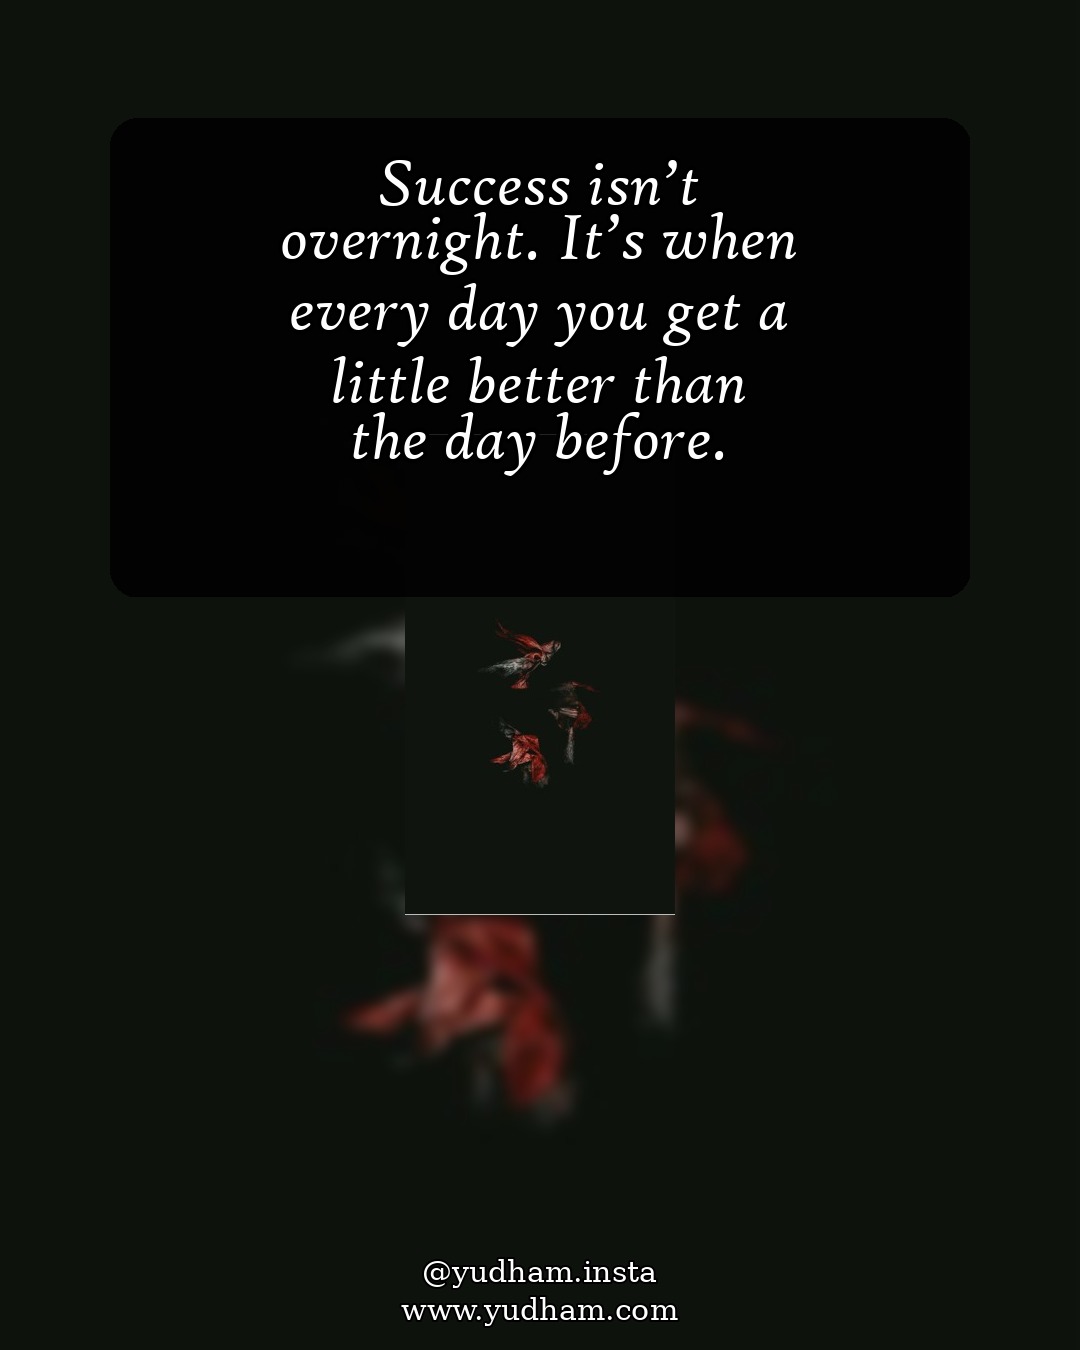 Success isn’t
overnight. It’s when
every day you get a
little better than
the day before.
@yudham.insta
www.yudham.com